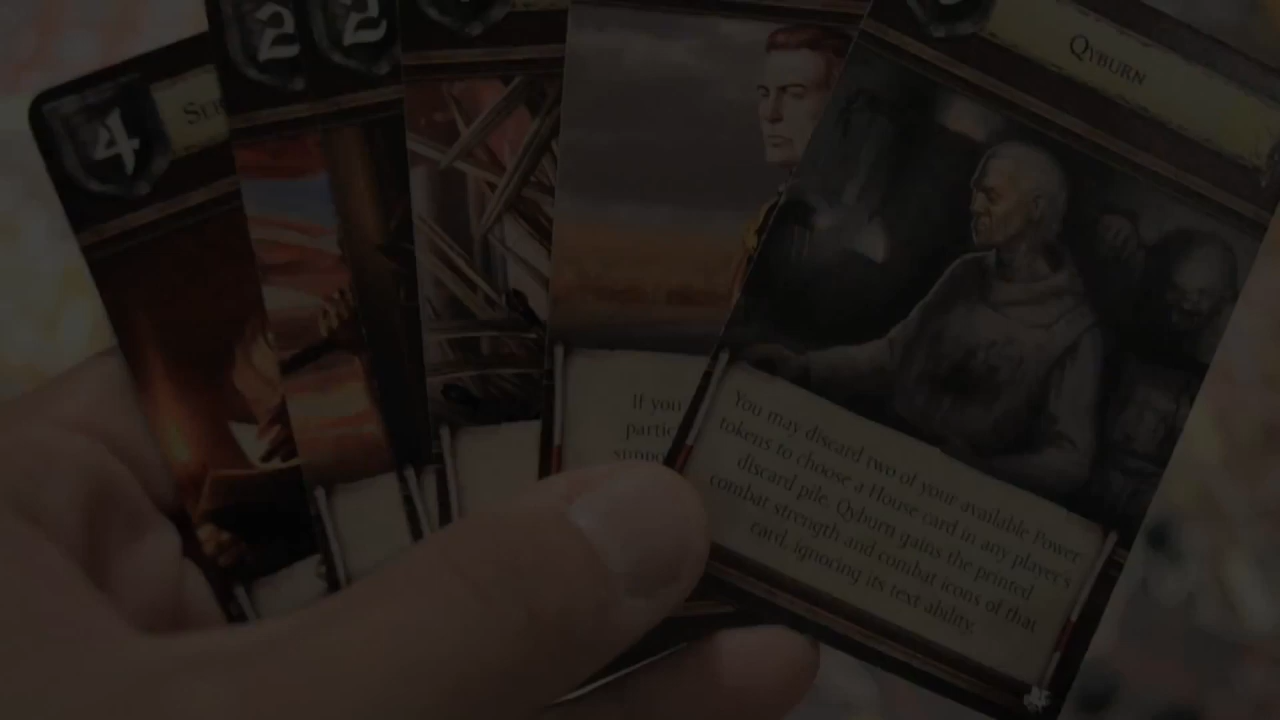 4
2
2
QYBURN
If you
You may discard two of your available Power
tokens to choose a House card in any player's
discard pile. Qyburn gains the printed
combat strength and combat icons of that
card, ignoring its text ability.